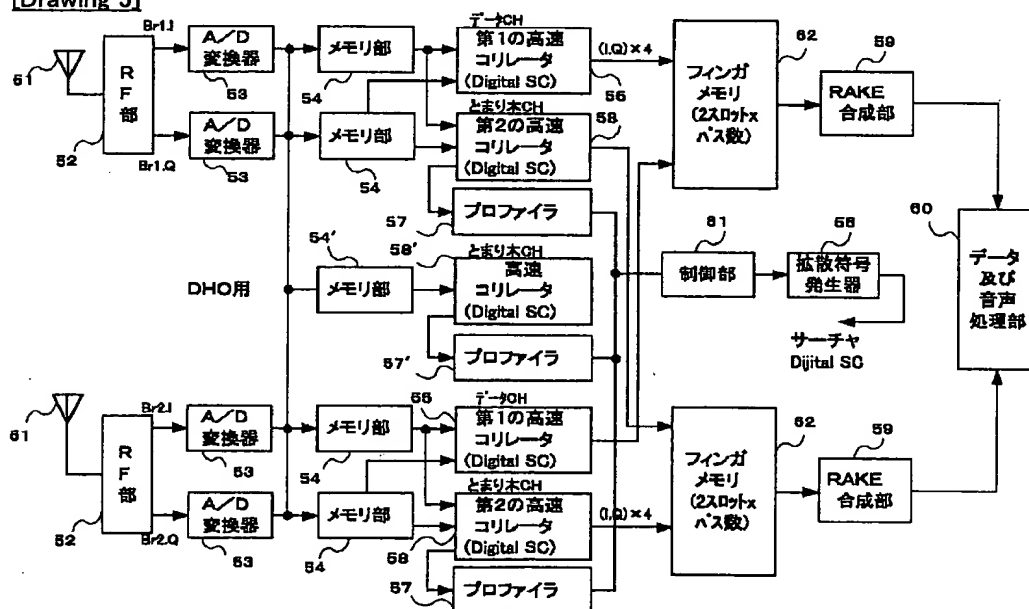 [Drawing 5]
61
RF部
52
Br1.I
Br1.Q
A/D
変換器
53
A/D
変換器
53
メモリ部
54
メモリ部
54
データCH
第1の高速
コリレータ
(Digital SC)
(I,Q)×4
56
とまり木CH
第2の高速
コリレータ
(Digital SC)
58
プロファイラ
57
フィンガ
メモリ
(2スロットx
パス数)
62
RAKE
合成部
59
DHO用
メモリ部
54'
58'
とまり木CH
高速
コリレータ
(Digital SC)
プロファイラ
57'
制御部
61
拡散符号
発生器
58
サーチャ
Dijital SC
60
データ
及び
音声
処理部
61
RF部
52
Br2.I
Br2.Q
A/D
変換器
53
A/D
変換器
53
メモリ部
54
メモリ部
54
56
データCH
第1の高速
コリレータ
(Digital SC)
とまり木CH
第2の高速
コリレータ
(Digital SC)
(I,Q)×4
58
プロファイラ
57
フィンガ
メモリ
(2スロットx
パス数)
62
RAKE
合成部
59